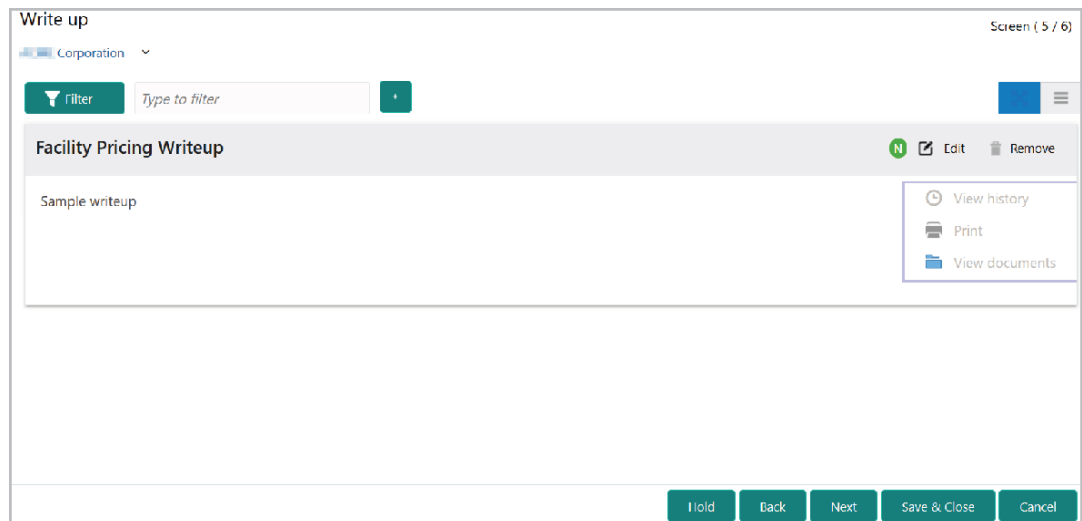 Write up
Screen ( 5 / 6)
Corporation
Filter
Type to filter
+
Facility Pricing Writeup
N
Edit
Remove
Sample writeup
View history
Print
View documents
Hold
Back
Next
Save & Close
Cancel